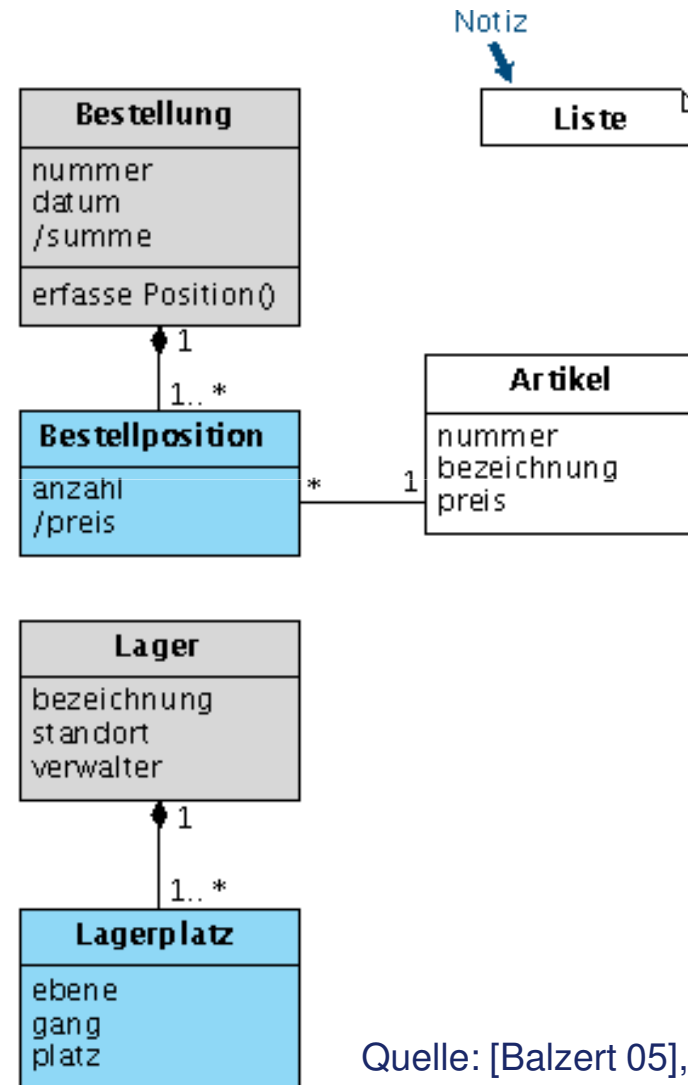 Notiz
Liste
Bestellung
nummer
datum
/summe
erfasse Position()
1
1.. *
Bestellposition
anzahl
/preis
*
1
Artikel
nummer
bezeichnung
preis
Lager
bezeichnung
standort
verwalter
1
1.. *
Lagerplatz
ebene
gang
platz
Quelle: [Balzert 05],